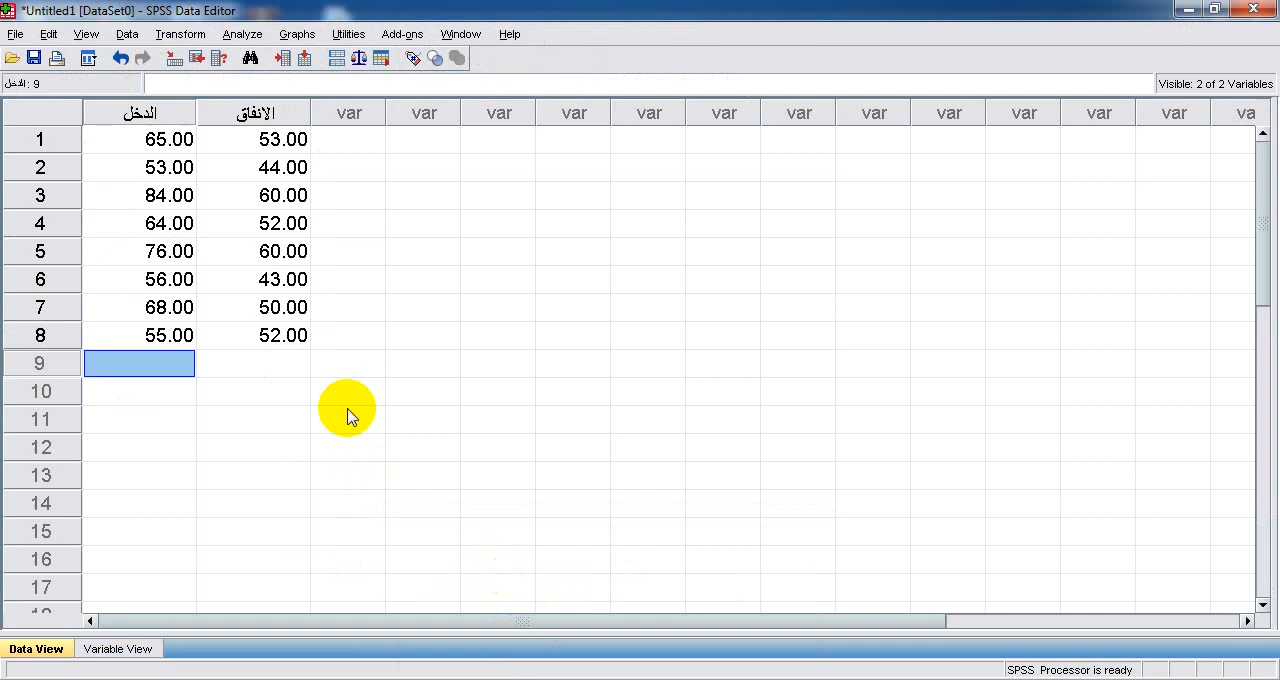 *Untitled1 [DataSet0] - SPSS Data Editor
File Edit View Data Transform Analyze Graphs Utilities Add-ons Window Help
9 : الدخل
Visible: 2 of 2 Variables
الدخل الانفاق var var var var var var var var var var var var va
1 65.00 53.00
2 53.00 44.00
3 84.00 60.00
4 64.00 52.00
5 76.00 60.00
6 56.00 43.00
7 68.00 50.00
8 55.00 52.00
9
10
11
12
13
14
15
16
17
Data View Variable View
SPSS Processor is ready